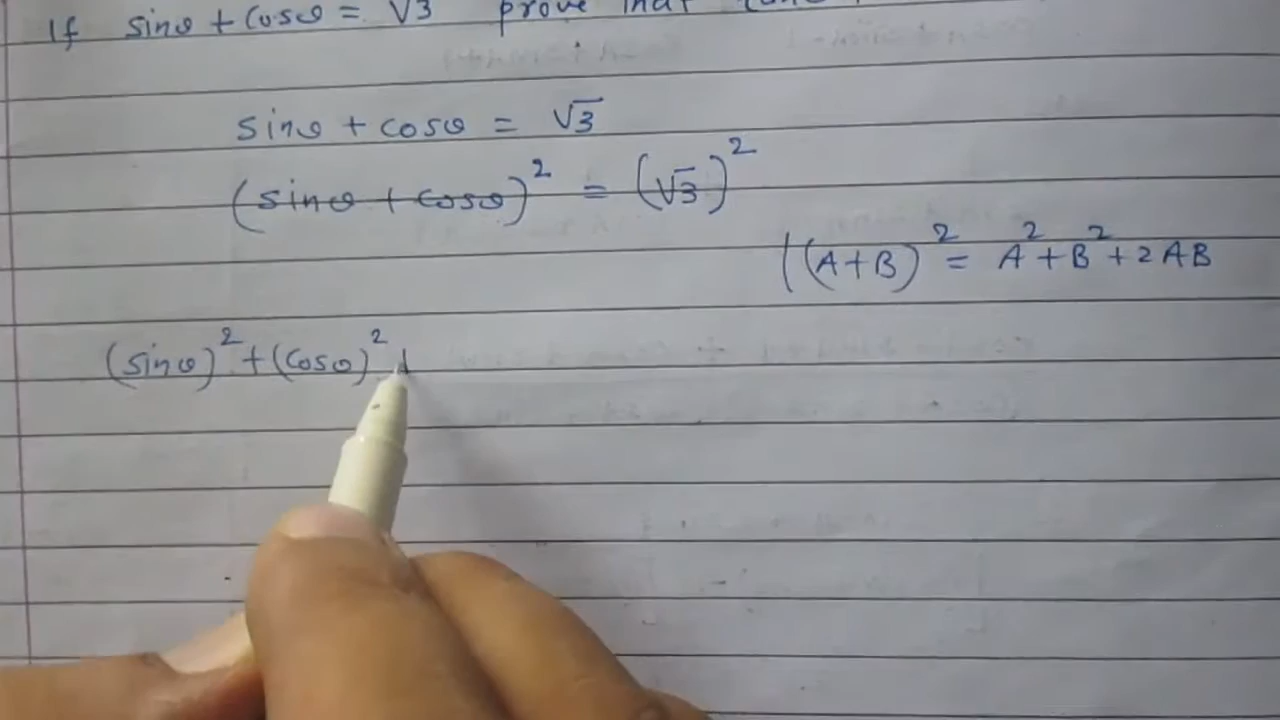 If sinθ + cosθ = √3 prove that
sinθ + cosθ = √3
(sinθ + cosθ)² = (√3)²
(A+B)² = A²+B²+2AB
(sinθ)² + (cosθ)² +